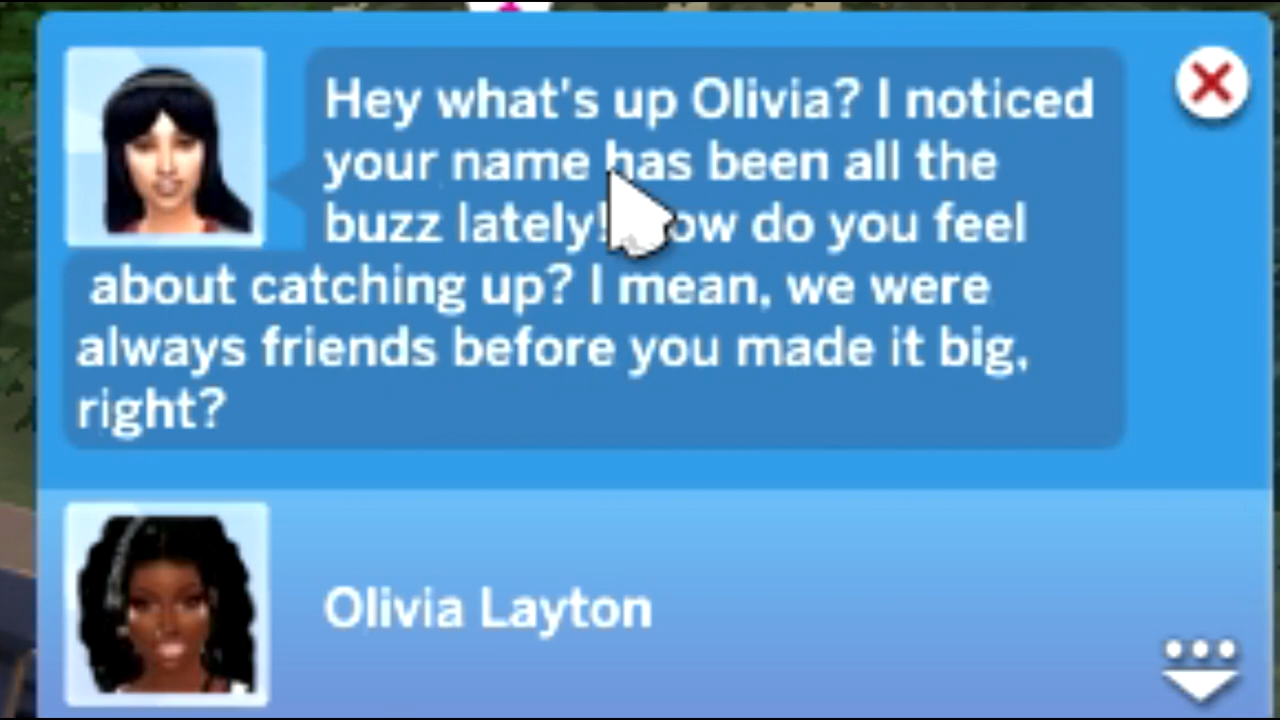 Hey what's up Olivia? I noticed
your name has been all the
buzz lately! How do you feel
about catching up? I mean, we were
always friends before you made it big,
right?
Olivia Layton